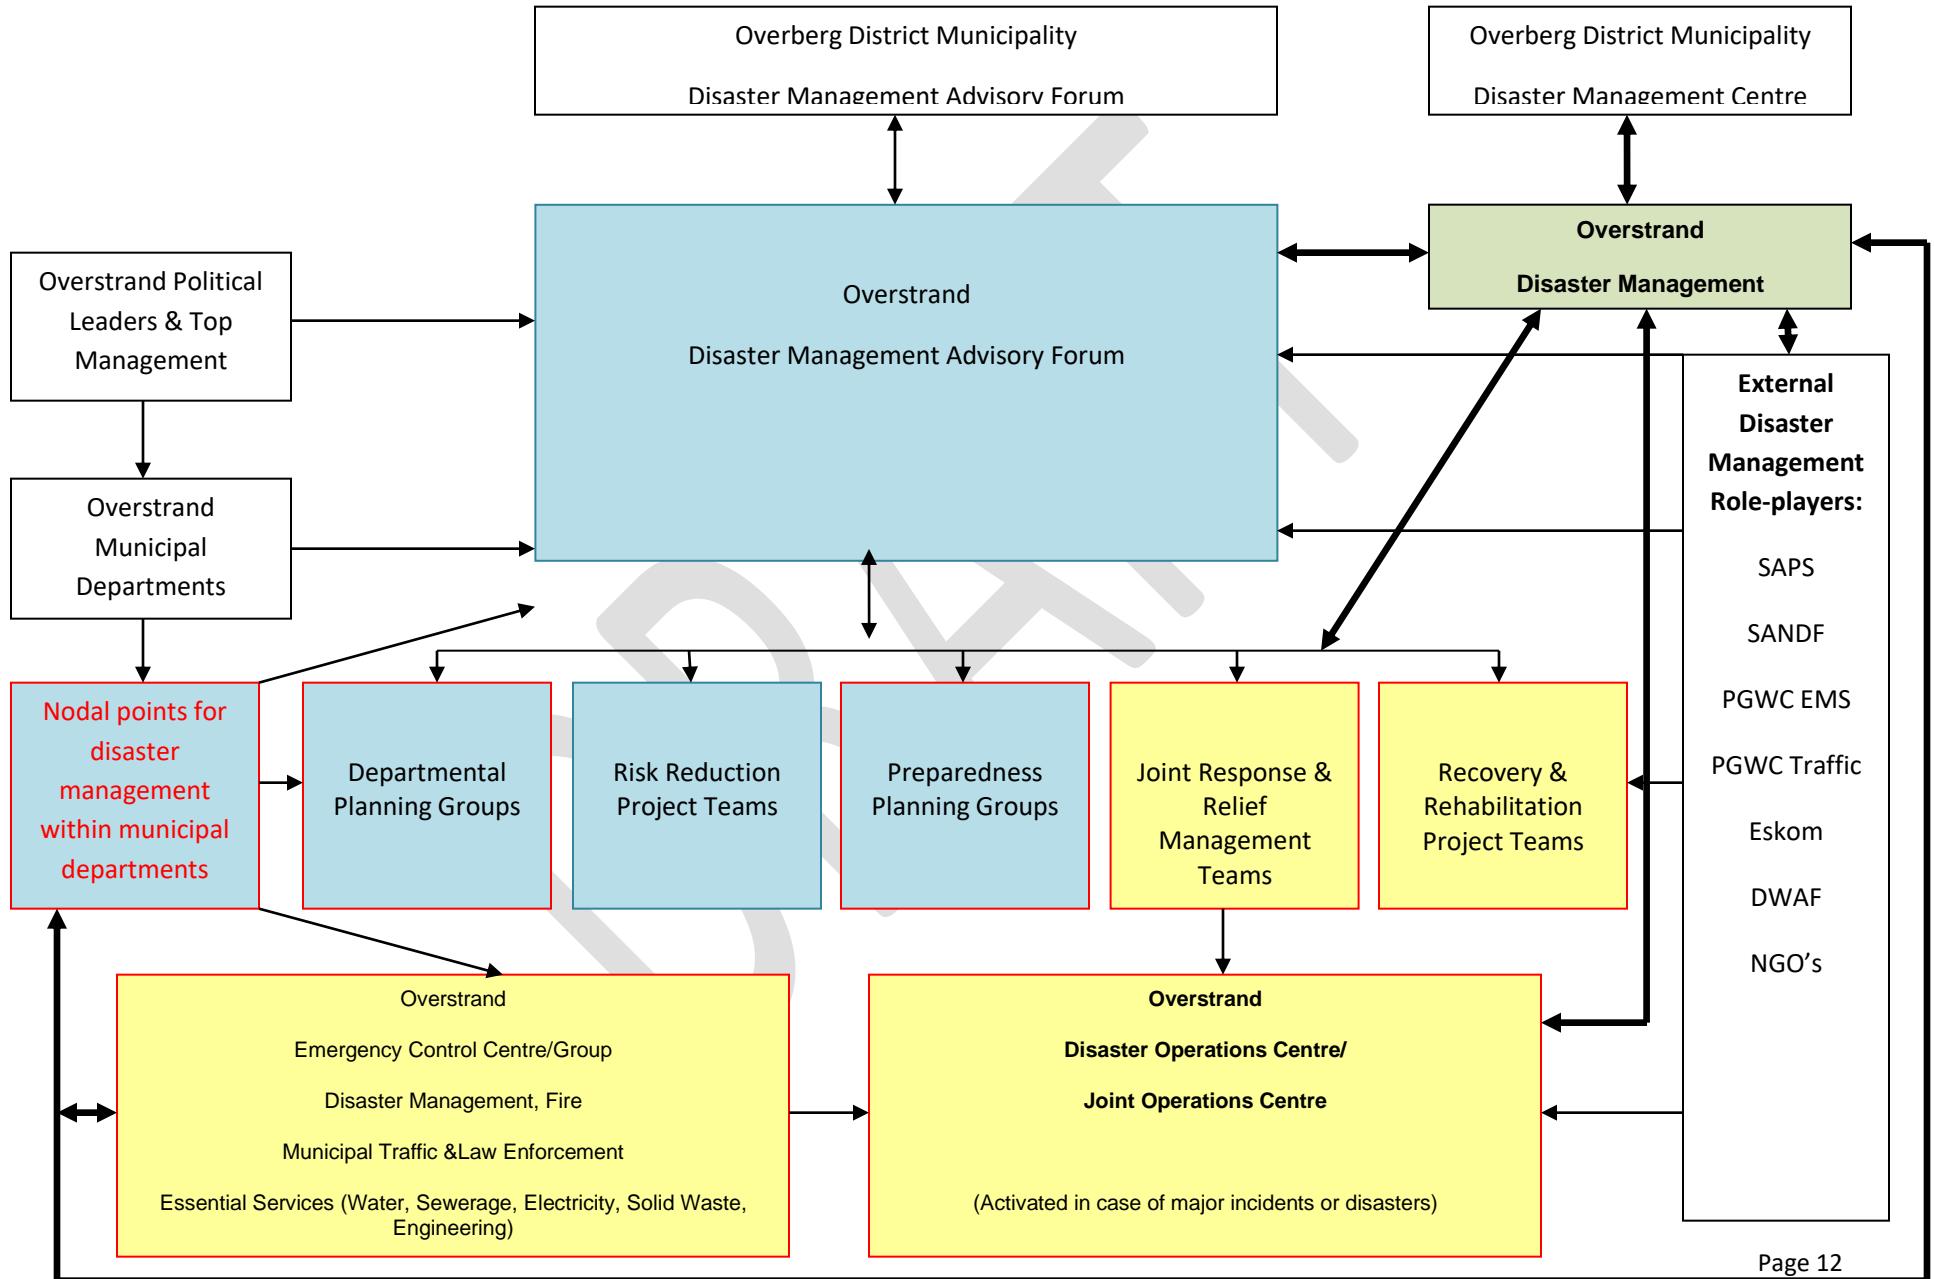 Overberg District Municipality
Disaster Management Advisory Forum
Overberg District Municipality
Disaster Management Centre
Overstrand
Disaster Management
Overstrand Political
Leaders & Top
Management
Overstrand
Disaster Management Advisory Forum
External
Disaster
Management
Role-players:
SAPS
SANDF
PGWC EMS
PGWC Traffic
Eskom
DWAF
NGO’s
Overstrand
Municipal
Departments
Nodal points for
disaster
management
within municipal
departments
Departmental
Planning Groups
Risk Reduction
Project Teams
Preparedness
Planning Groups
Joint Response &
Relief
Management
Teams
Recovery &
Rehabilitation
Project Teams
Overstrand
Emergency Control Centre/Group
Disaster Management, Fire
Municipal Traffic &Law Enforcement
Essential Services (Water, Sewerage, Electricity, Solid Waste,
Engineering)
Overstrand
Disaster Operations Centre/
Joint Operations Centre
(Activated in case of major incidents or disasters)
Page 12
DRAFT